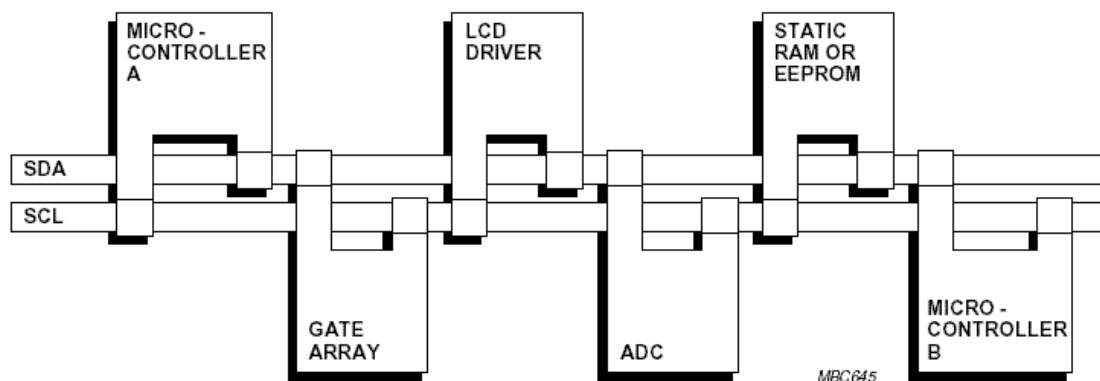 MICRO -
CONTROLLER
A
LCD
DRIVER
STATIC
RAM OR
EEPROM
SDA
SCL
GATE
ARRAY
ADC
MICRO -
CONTROLLER
B
MBC645